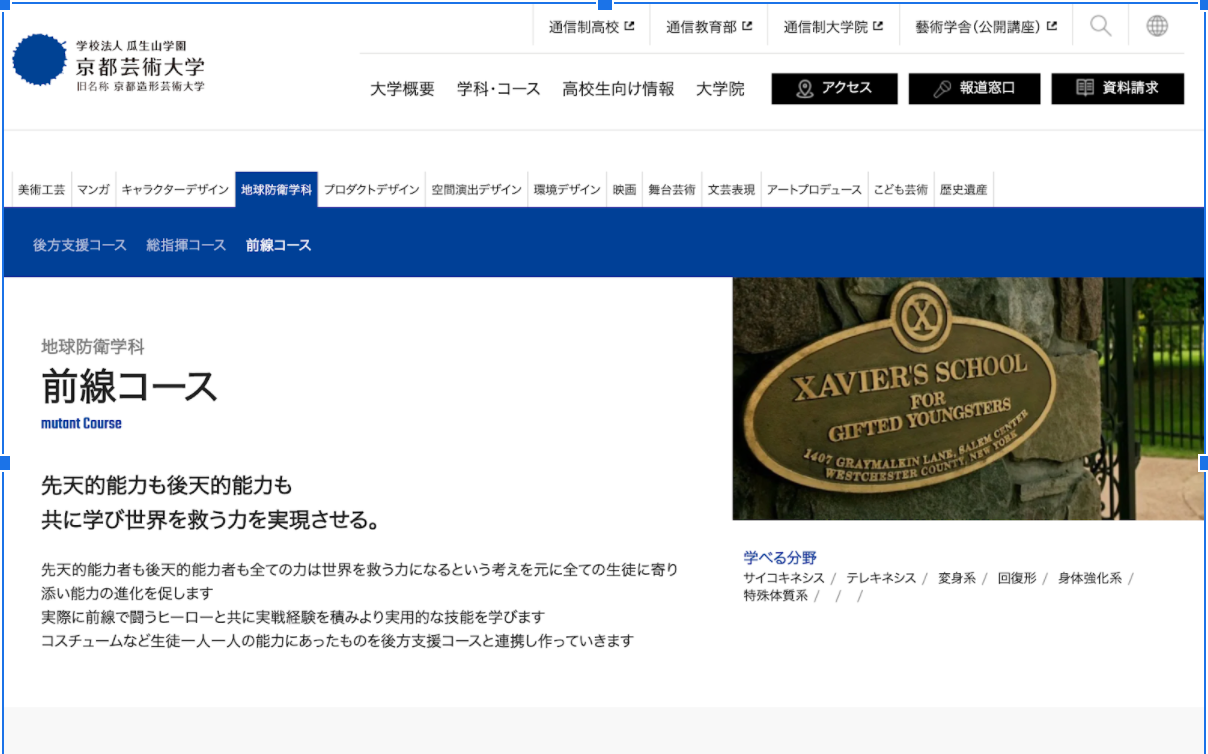 通信制高校
通信教育部
通信制大学院
藝術学舎(公開講座)
学校法人 瓜生山学園
京都芸術大学
旧名称 京都造形芸術大学
大学概要
学科・コース
高校生向け情報
大学院
アクセス
報道窓口
資料請求
美術工芸
マンガ
キャラクターデザイン
地球防衛学科
プロダクトデザイン
空間演出デザイン
環境デザイン
映画
舞台芸術
文芸表現
アートプロデュース
こども芸術
歴史遺産
後方支援コース
総指揮コース
前線コース
地球防衛学科
前線コース
mutant Course
先天的能力も後天的能力も
共に学び世界を救う力を実現させる。
先天的能力者も後天的能力者も全ての力は世界を救う力になるという考えを元に全ての生徒に寄り
添い能力の進化を促します
実際に前線で闘うヒーローと共に実戦経験を積みより実用的な技能を学びます
コスチュームなど生徒一人一人の能力にあったものを後方支援コースと連携し作っていきます
X
XAVIER'S SCHOOL
FOR
GIFTED YOUNGSTERS
1407 GRAYMALKIN LANE, SALEM CENTER
WESTCHESTER COUNTY, NEW YORK
学べる分野
サイコキネシス / テレキネシス / 変身系 / 回復形 / 身体強化系 /
特殊体質系 / / /